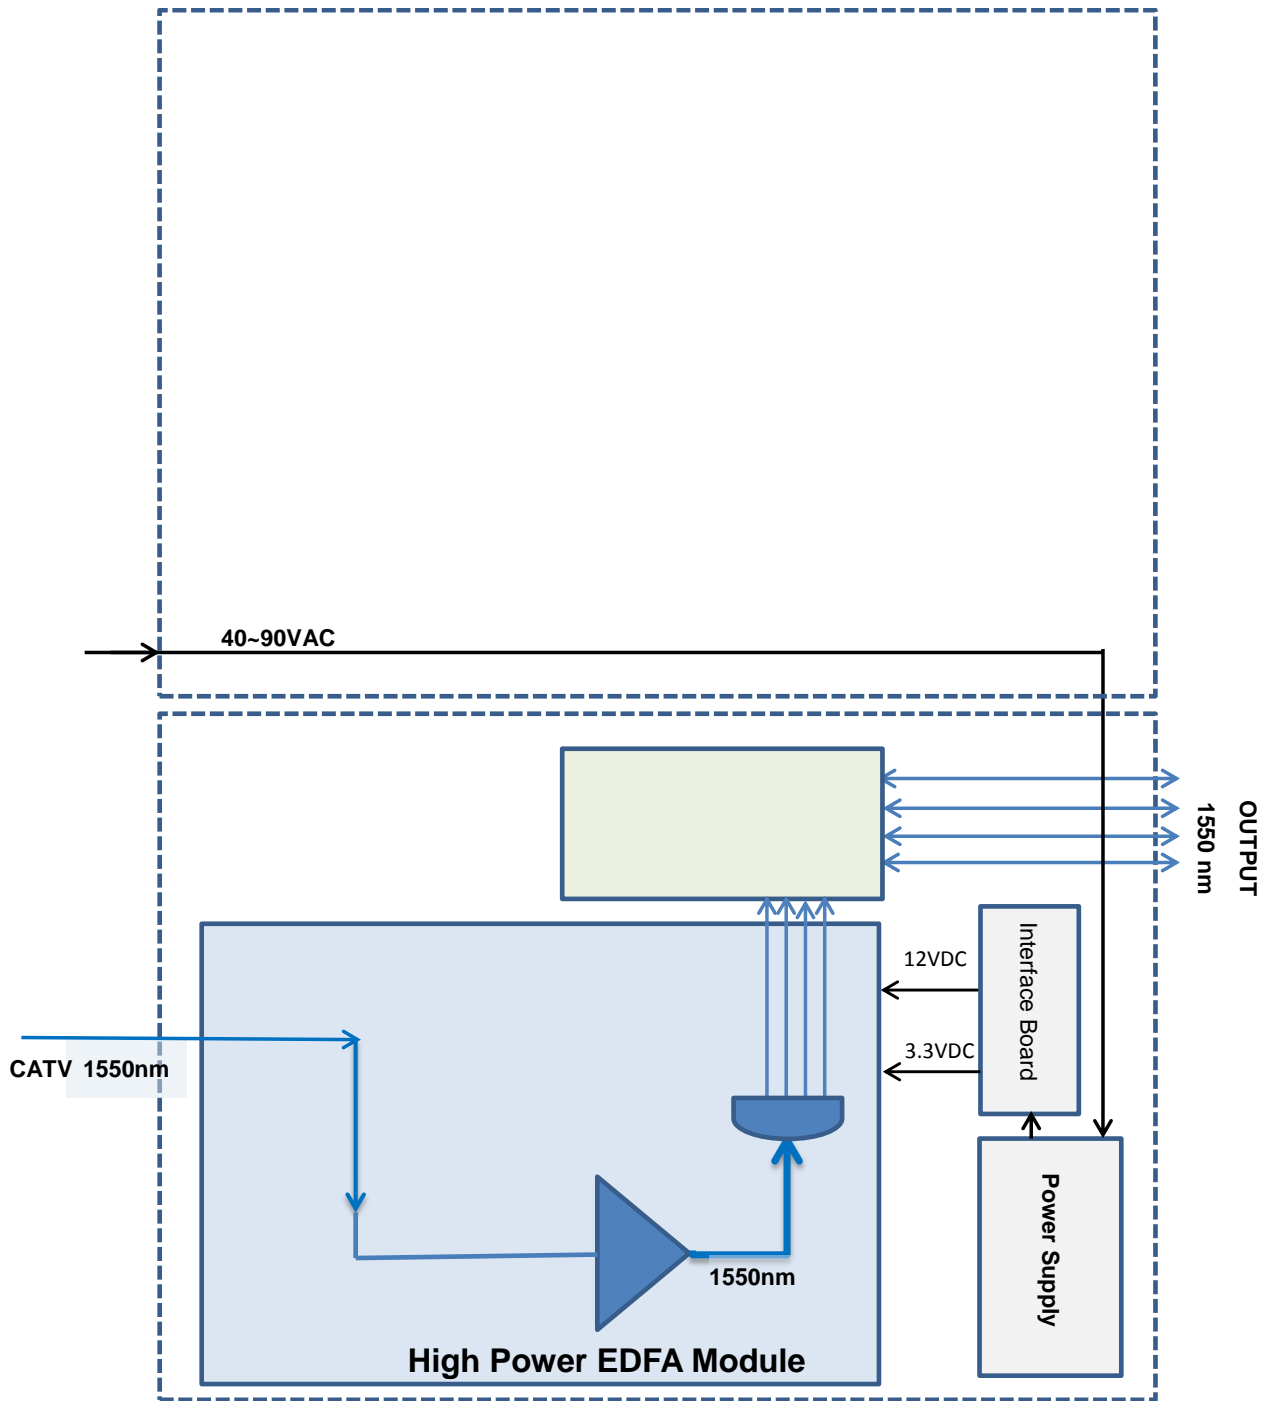 40~90VAC
OUTPUT
1550 nm
12VDC
Interface Board
3.3VDC
CATV 1550nm
Power Supply
1550nm
High Power EDFA Module